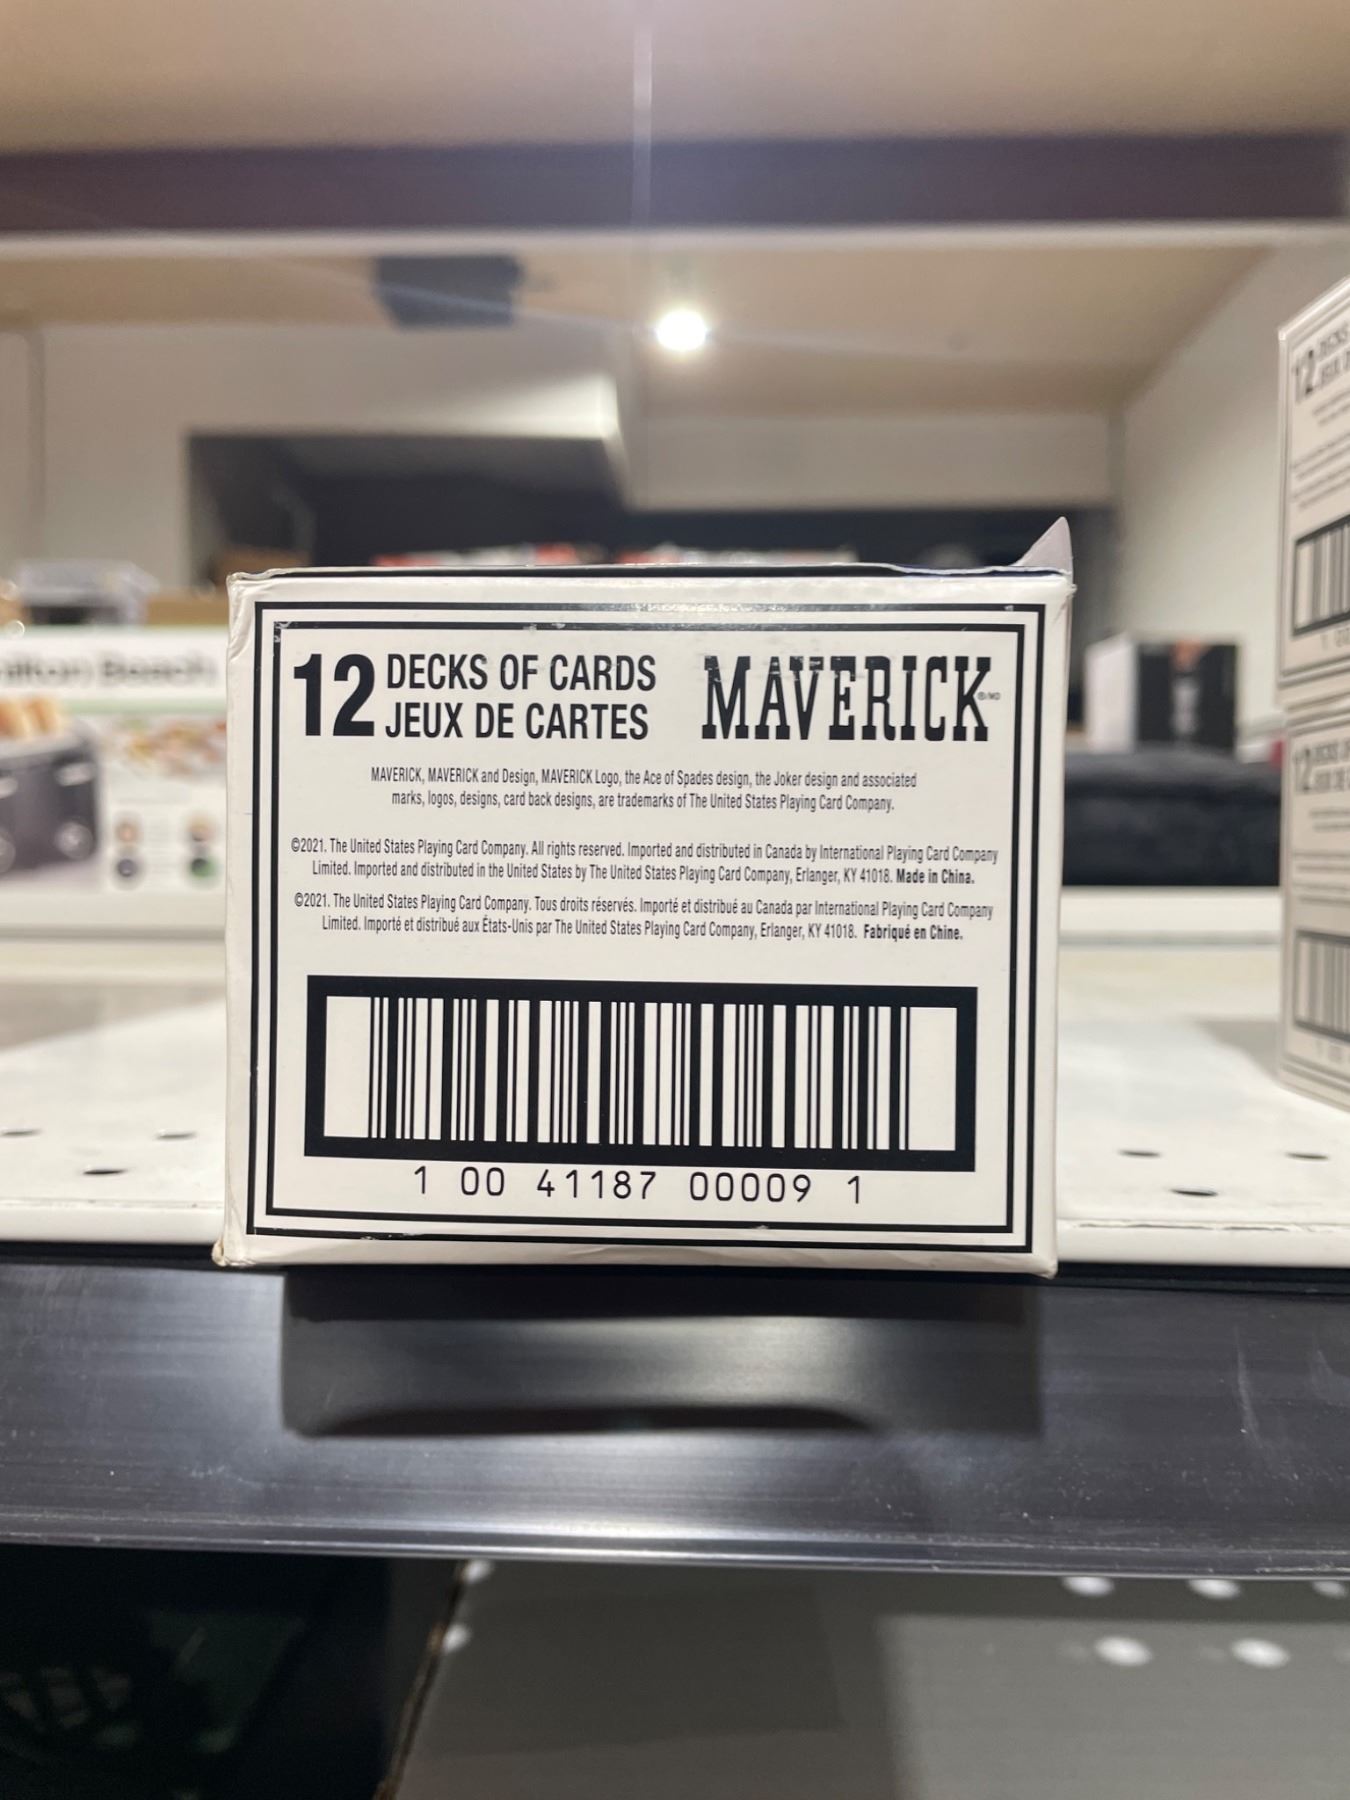 12 DECKS OF CARDS
JEUX DE CARTES
MAVERICK ®/MD
MAVERICK, MAVERICK and Design, MAVERICK Logo, the Ace of Spades design, the Joker design and associated
marks, logos, designs, card back designs, are trademarks of The United States Playing Card Company.
©2021. The United States Playing Card Company. All rights reserved. Imported and distributed in Canada by International Playing Card Company
Limited. Imported and distributed in the United States by The United States Playing Card Company, Erlanger, KY 41018. Made in China.
©2021. The United States Playing Card Company. Tous droits réservés. Importé et distribué au Canada par International Playing Card Company
Limited. Importé et distribué aux États-Unis par The United States Playing Card Company, Erlanger, KY 41018. Fabriqué en Chine.
1 00 41187 00009 1
Beach
12 DECKS
12